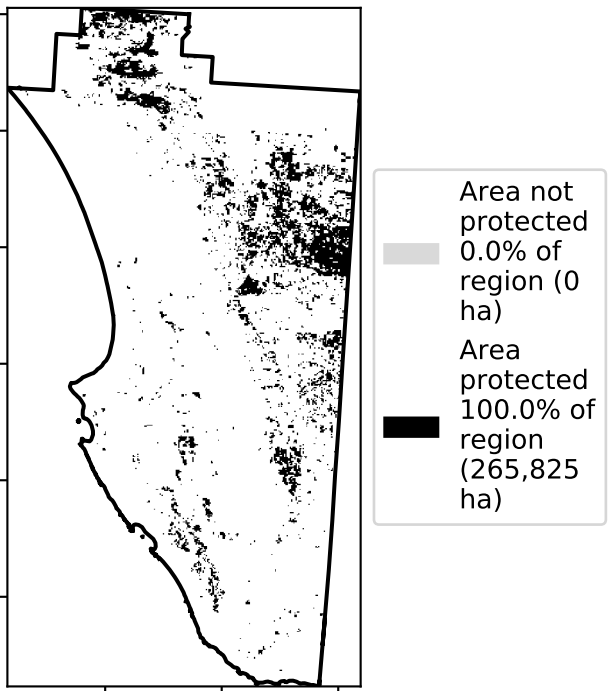 Area not
protected
0.0% of
region (0
ha)
Area
protected
100.0% of
region
(265,825
ha)